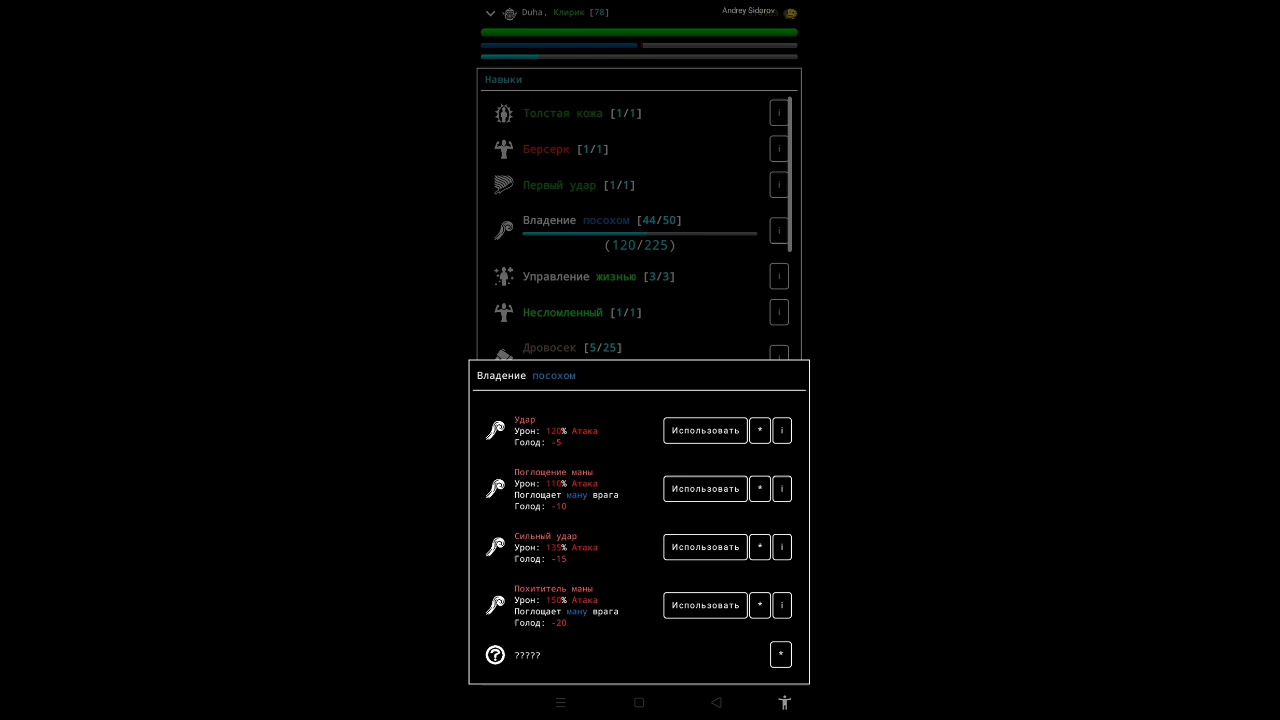 Duha, Клирик [78]
Andrey Sidorov
Навыки
Толстая кожа [1/1]
i
Берсерк [1/1]
i
Первый удар [1/1]
i
Владение посохом [44/50]
i
(120/225)
Управление жизнью [3/3]
i
Несломленный [1/1]
i
Дровосек [5/25]
Владение посохом
Удар
Урон: 120% Атака
Голод: -5
Использовать * i
Поглощение маны
Урон: 110% Атака
Поглощает ману врага
Голод: -10
Использовать * i
Сильный удар
Урон: 135% Атака
Голод: -15
Использовать * i
Похититель маны
Урон: 150% Атака
Поглощает ману врага
Голод: -20
Использовать * i
????? *